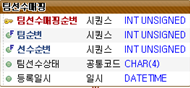 팀선수매핑
팀선수매핑순번 시퀀스 INT UNSIGNED
팀순번 시퀀스 INT UNSIGNED
선수순번 시퀀스 INT UNSIGNED
팀선수상태 공통코드 CHAR(4)
등록일시 일시 DATETIME